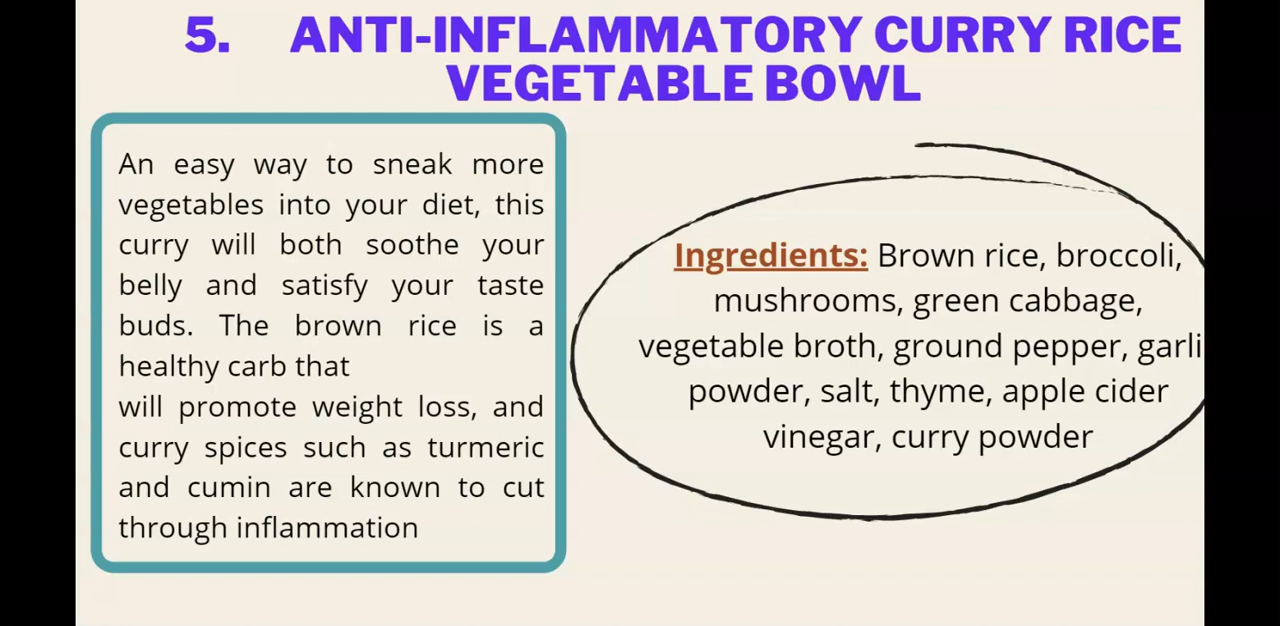 5. ANTI-INFLAMMATORY CURRY RICE
VEGETABLE BOWL
An easy way to sneak more
vegetables into your diet, this
curry will both soothe your
belly and satisfy your taste
buds. The brown rice is a
healthy carb that
will promote weight loss, and
curry spices such as turmeric
and cumin are known to cut
through inflammation
Ingredients: Brown rice, broccoli,
mushrooms, green cabbage,
vegetable broth, ground pepper, garli
powder, salt, thyme, apple cider
vinegar, curry powder